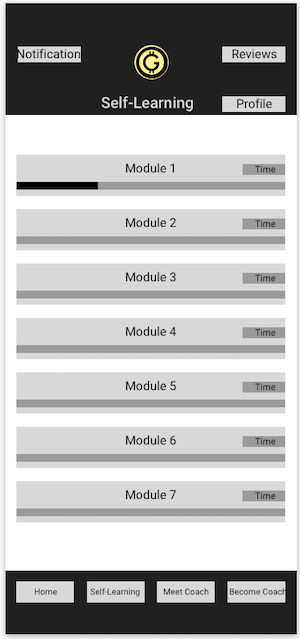 Notification
Reviews
G
Self-Learning
Profile
Module 1
Time
Module 2
Time
Module 3
Time
Module 4
Time
Module 5
Time
Module 6
Time
Module 7
Time
Home
Self-Learning
Meet Coach
Become Coach